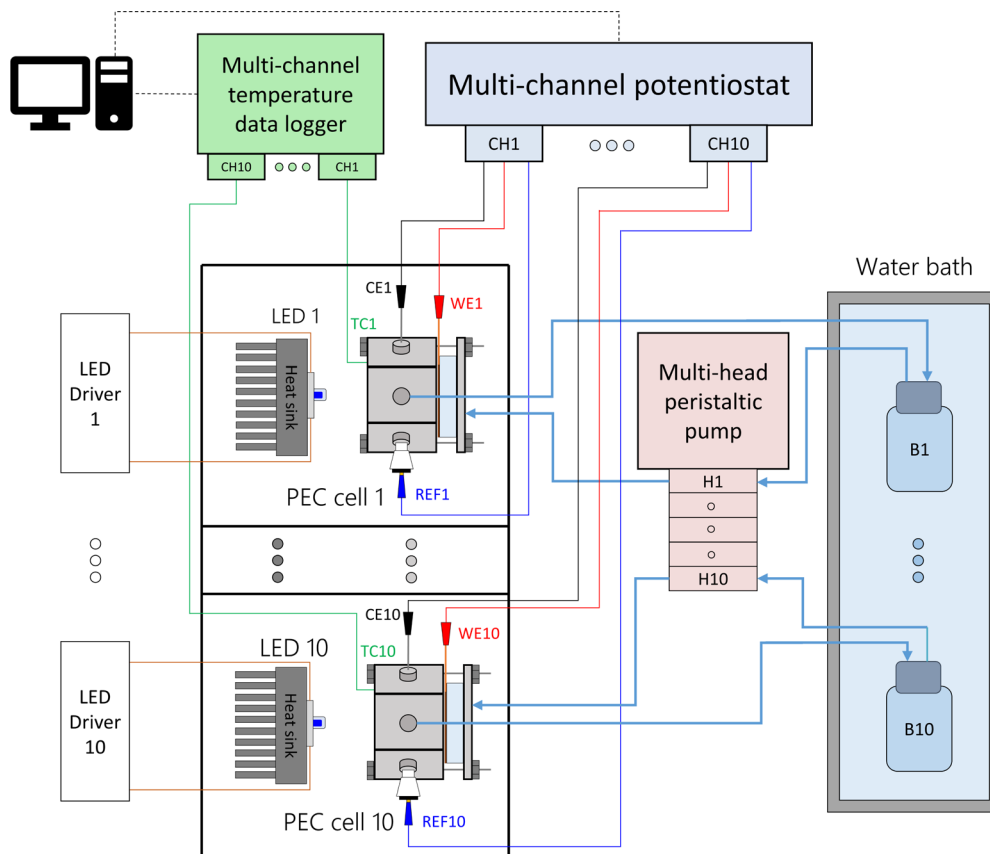 Multi-channel
temperature
data logger
CH10
CH1
Multi-channel potentiostat
CH1
CH10
Water bath
CE1
WE1
LED 1
TC1
Heat sink
LED
Driver
1
PEC cell 1
REF1
Multi-head
peristaltic
pump
H1
H10
B1
CE10
WE10
LED 10
TC10
Heat sink
LED
Driver
10
PEC cell 10
REF10
B10